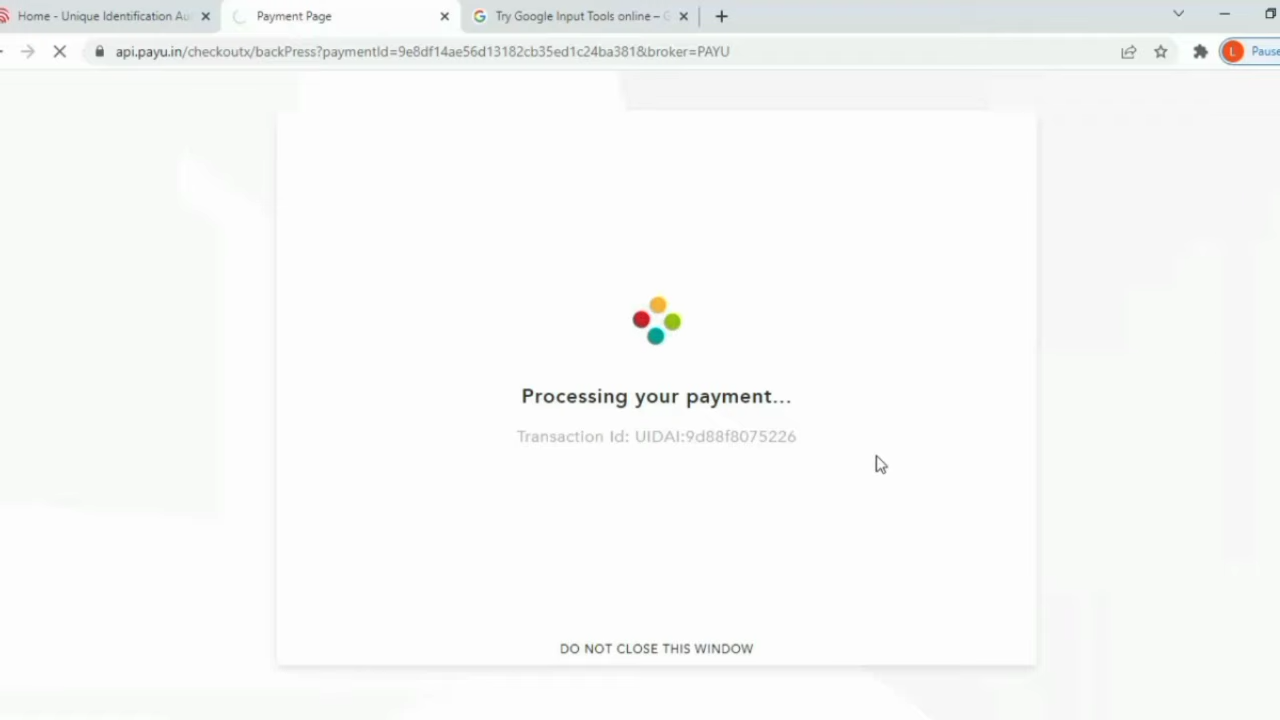 Home - Unique Identification Au
Payment Page
Try Google Input Tools online – G
api.payu.in/checkoutx/backPress?paymentId=9e8df14ae56d13182cb35ed1c24ba381&broker=PAYU
L
Pause
Processing your payment...
Transaction Id: UIDAI:9d88f8075226
DO NOT CLOSE THIS WINDOW